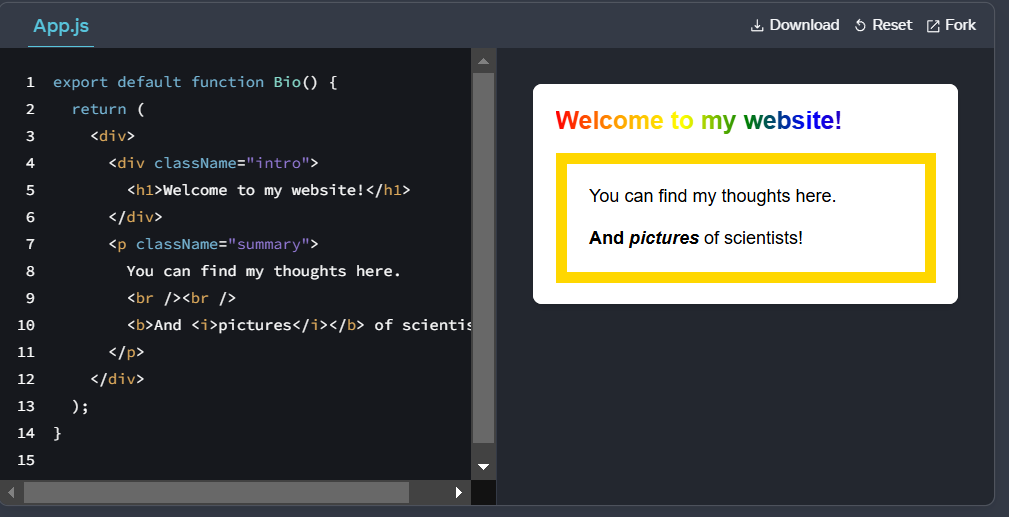 App.js
Download Reset Fork
1 export default function Bio() {
2   return (
3     <div>
4       <div className="intro">
5         <h1>Welcome to my website!</h1>
6       </div>
7       <p className="summary">
8         You can find my thoughts here.
9         <br /><br />
10         <b>And <i>pictures</i></b> of scientis
11       </p>
12     </div>
13   );
14 }
15
Welcome to my website!
You can find my thoughts here.
And pictures of scientists!